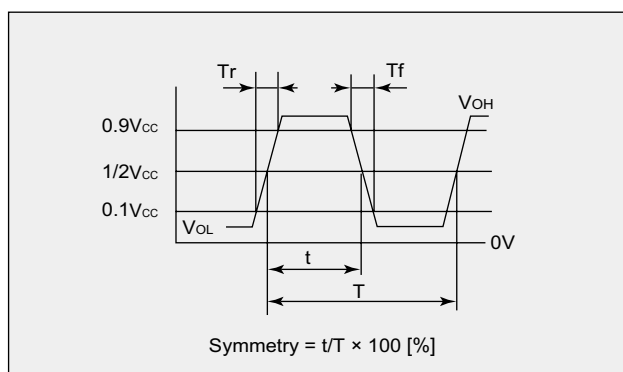 Tr
Tf
VOH
0.9Vcc
1/2Vcc
0.1Vcc
VOL
0V
t
T
Symmetry = t/T × 100 [%]